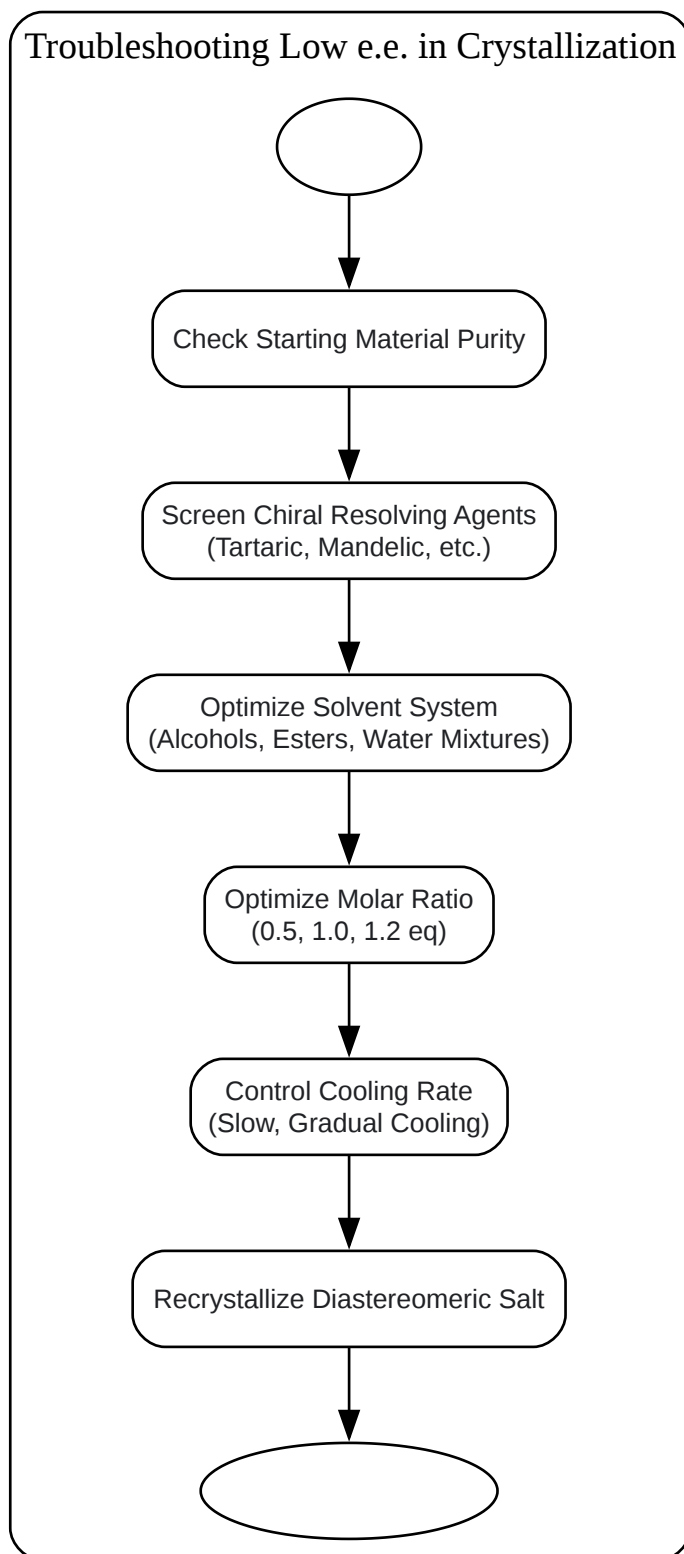 Troubleshooting Low e.e. in Crystallization
Check Starting Material Purity
Screen Chiral Resolving Agents
(Tartaric, Mandelic, etc.)
Optimize Solvent System
(Alcohols, Esters, Water Mixtures)
Optimize Molar Ratio
(0.5, 1.0, 1.2 eq)
Control Cooling Rate
(Slow, Gradual Cooling)
Recrystallize Diastereomeric Salt